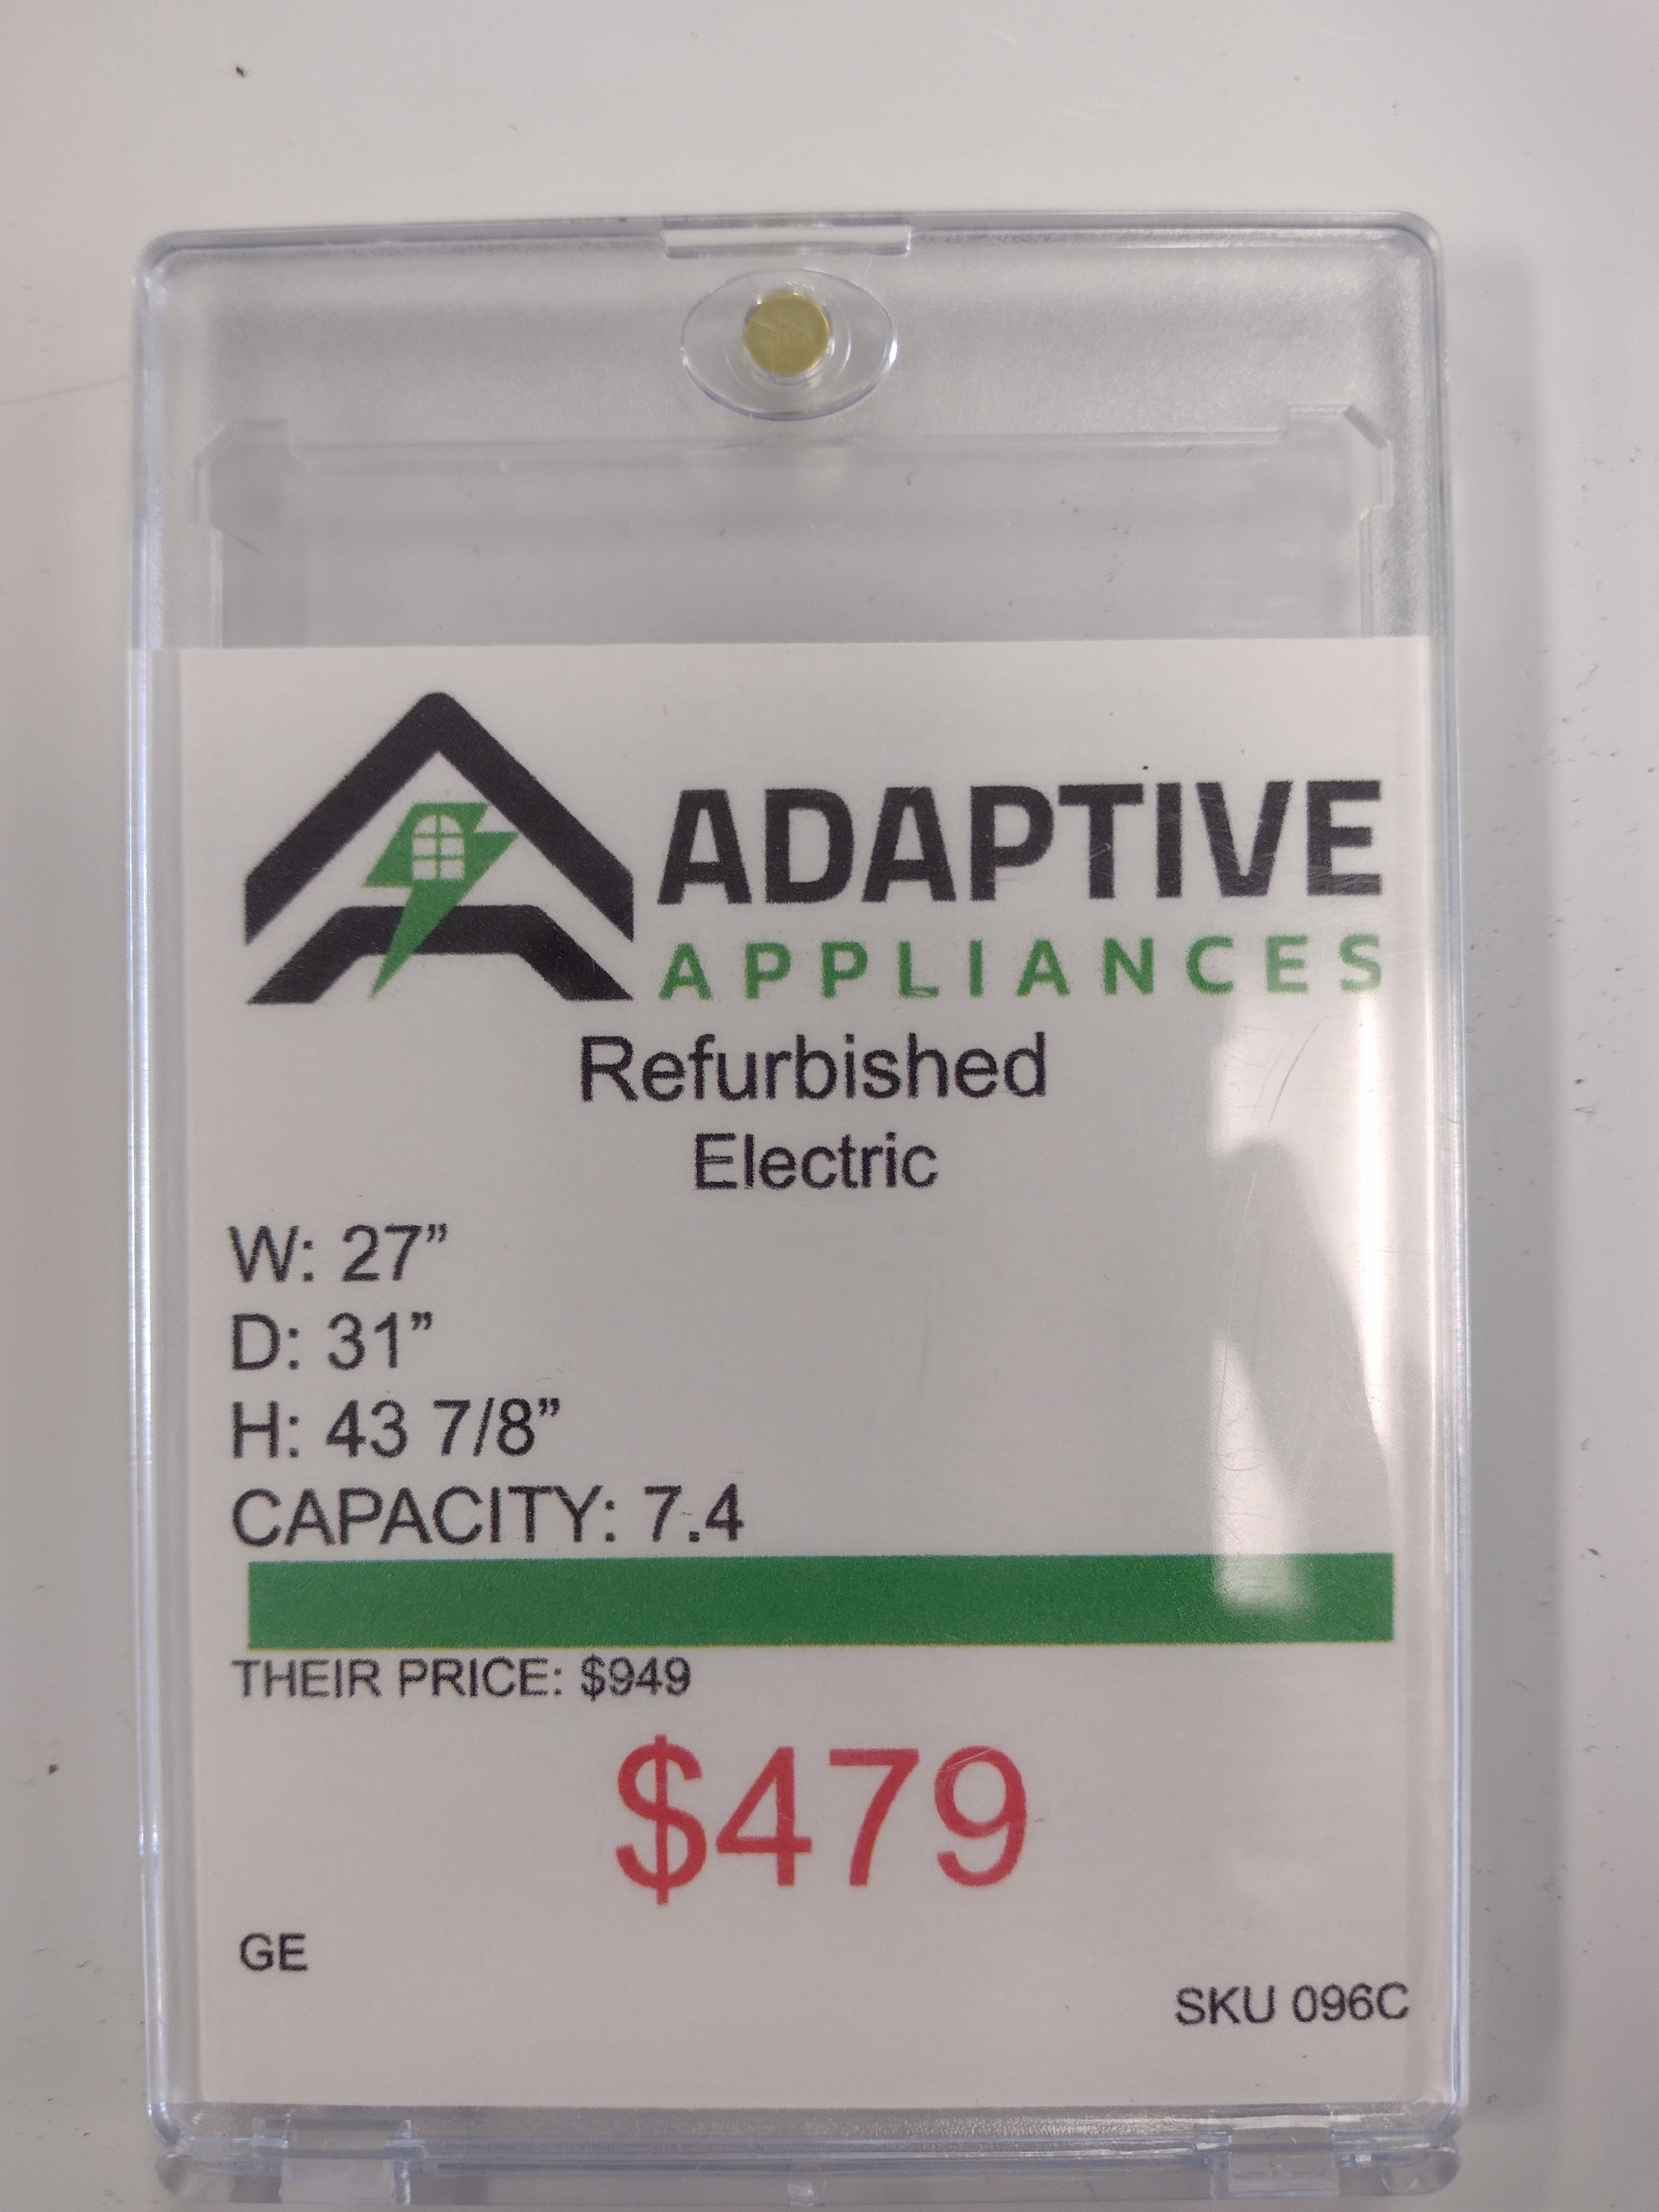 ADAPTIVE
APPLIANCES
Refurbished
Electric
W: 27”
D: 31”
H: 43 7/8”
CAPACITY: 7.4
THEIR PRICE: $949
$479
GE
SKU 096C